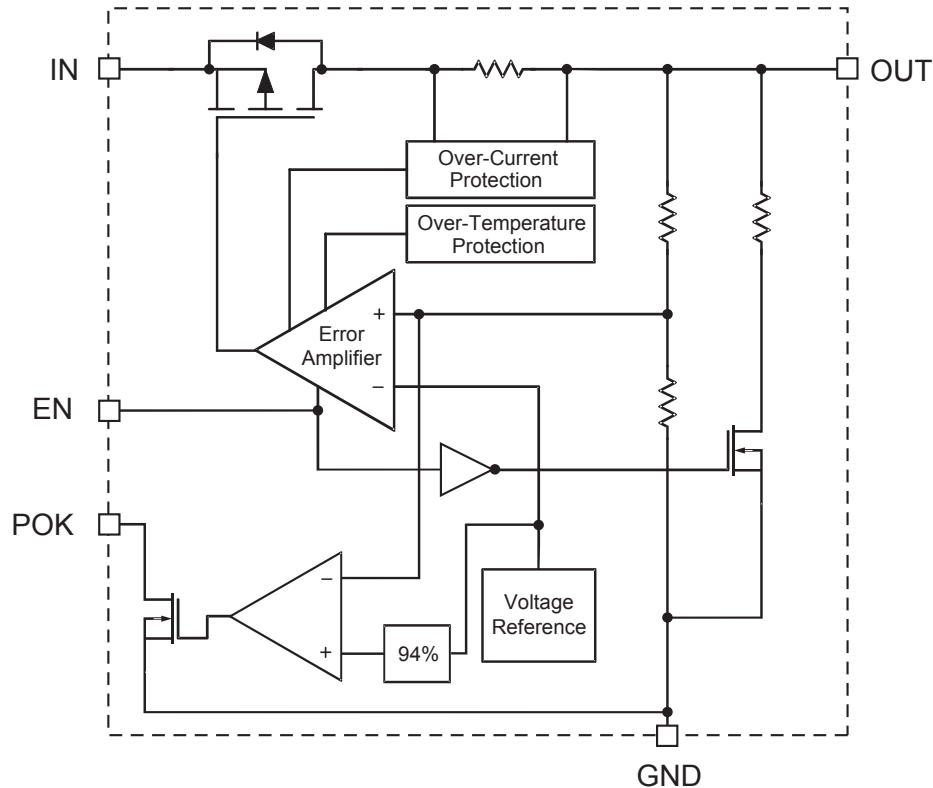 IN
OUT
Over-Current
Protection
Over-Temperature
Protection
+
Error
Amplifier
–
EN
POK
–
Voltage
Reference
+
94%
GND